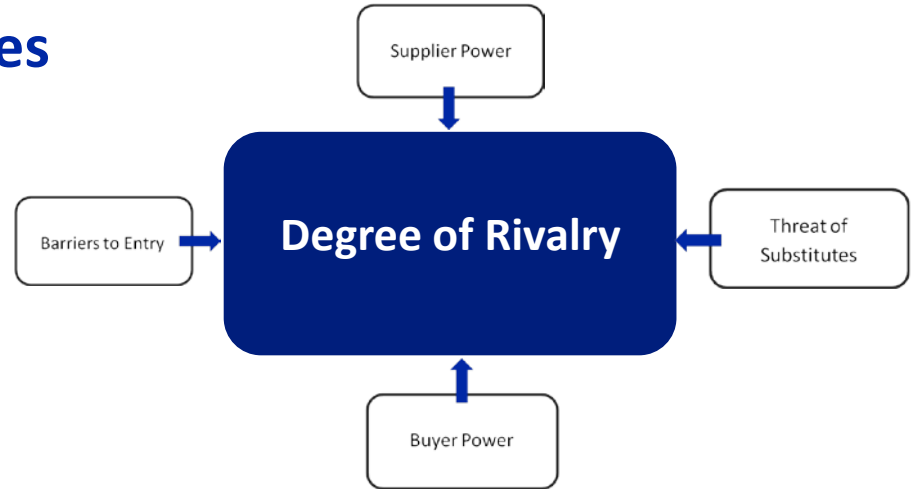 es
Supplier Power
Barriers to Entry
Degree of Rivalry
Threat of
Substitutes
Buyer Power